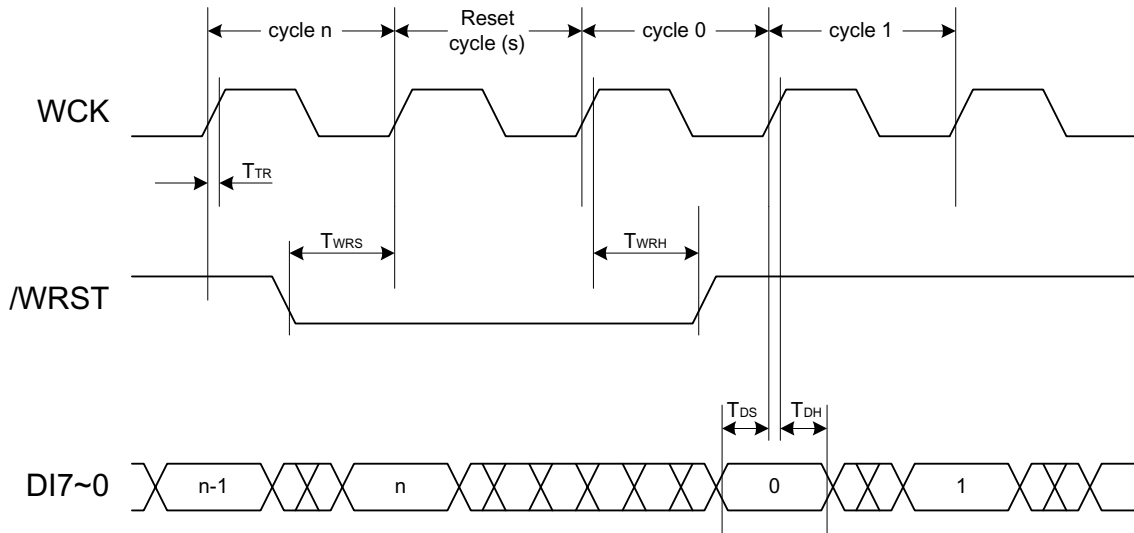 cycle n
Reset
cycle (s)
cycle 0
cycle 1
WCK
TTR
TWRS
TWRH
/WRST
TDS
TDH
DI7~0
n-1
n
0
1